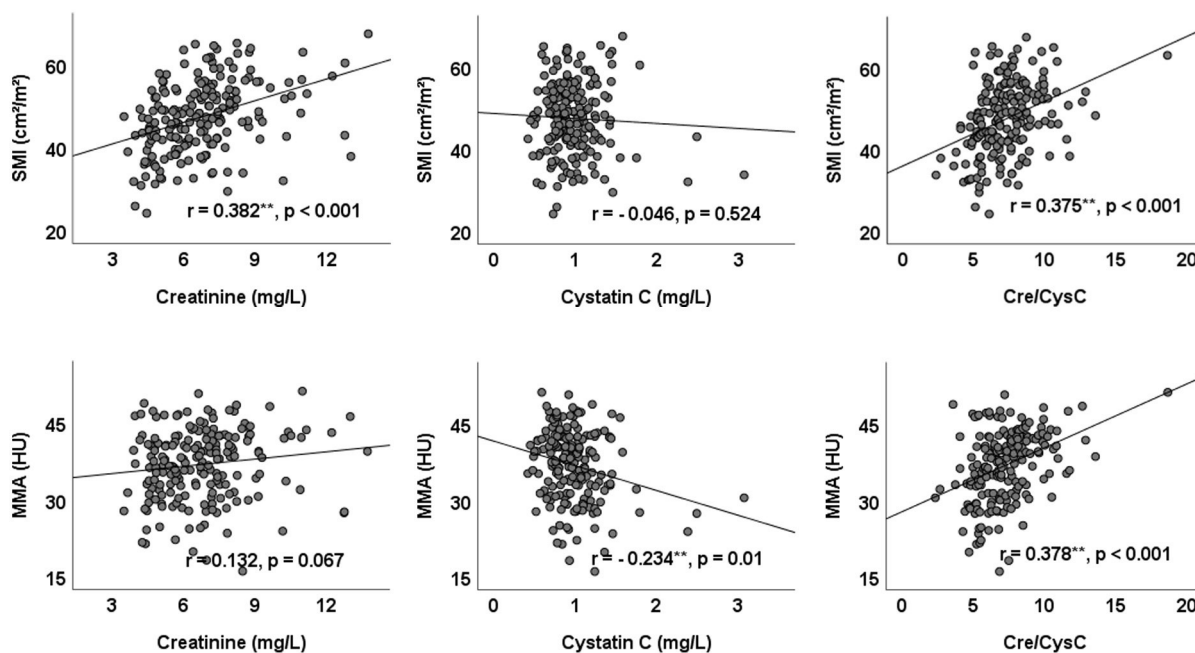 SMI (cm²/m²)
60
40
20
r = 0.382**, p < 0.001
3 6 9 12
Creatinine (mg/L)
SMI (cm²/m²)
60
40
20
r = - 0.046, p = 0.524
0 1 2 3
Cystatin C (mg/L)
SMI (cm²/m²)
60
40
20
r = 0.375**, p < 0.001
0 5 10 15 20
Cre/CysC
MMA (HU)
45
30
15
r = 0.132, p = 0.067
3 6 9 12
Creatinine (mg/L)
MMA (HU)
45
30
15
r = - 0.234**, p = 0.01
0 1 2 3
Cystatin C (mg/L)
MMA (HU)
45
30
15
r = 0.378**, p < 0.001
0 5 10 15 20
Cre/CysC